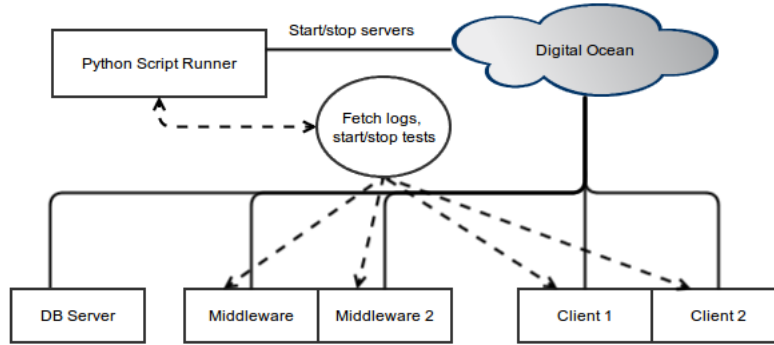 Start/stop servers
Digital Ocean
Python Script Runner
Fetch logs,
start/stop tests
DB Server
Middleware
Middleware 2
Client 1
Client 2